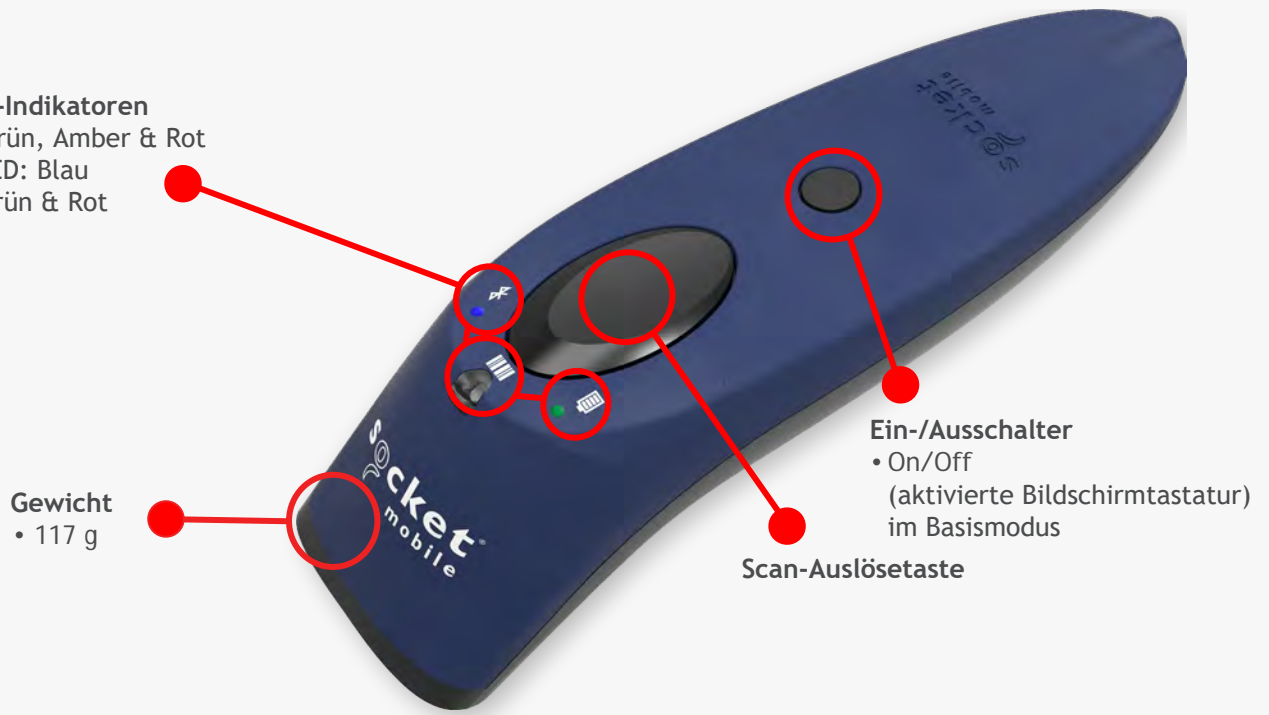 -Indikatoren
rün, Amber & Rot
ED: Blau
rün & Rot
Gewicht
• 117 g
socket
mobile
socket
mobile
Ein-/Ausschalter
• On/Off
(aktivierte Bildschirmtastatur)
im Basismodus
Scan-Auslösetaste